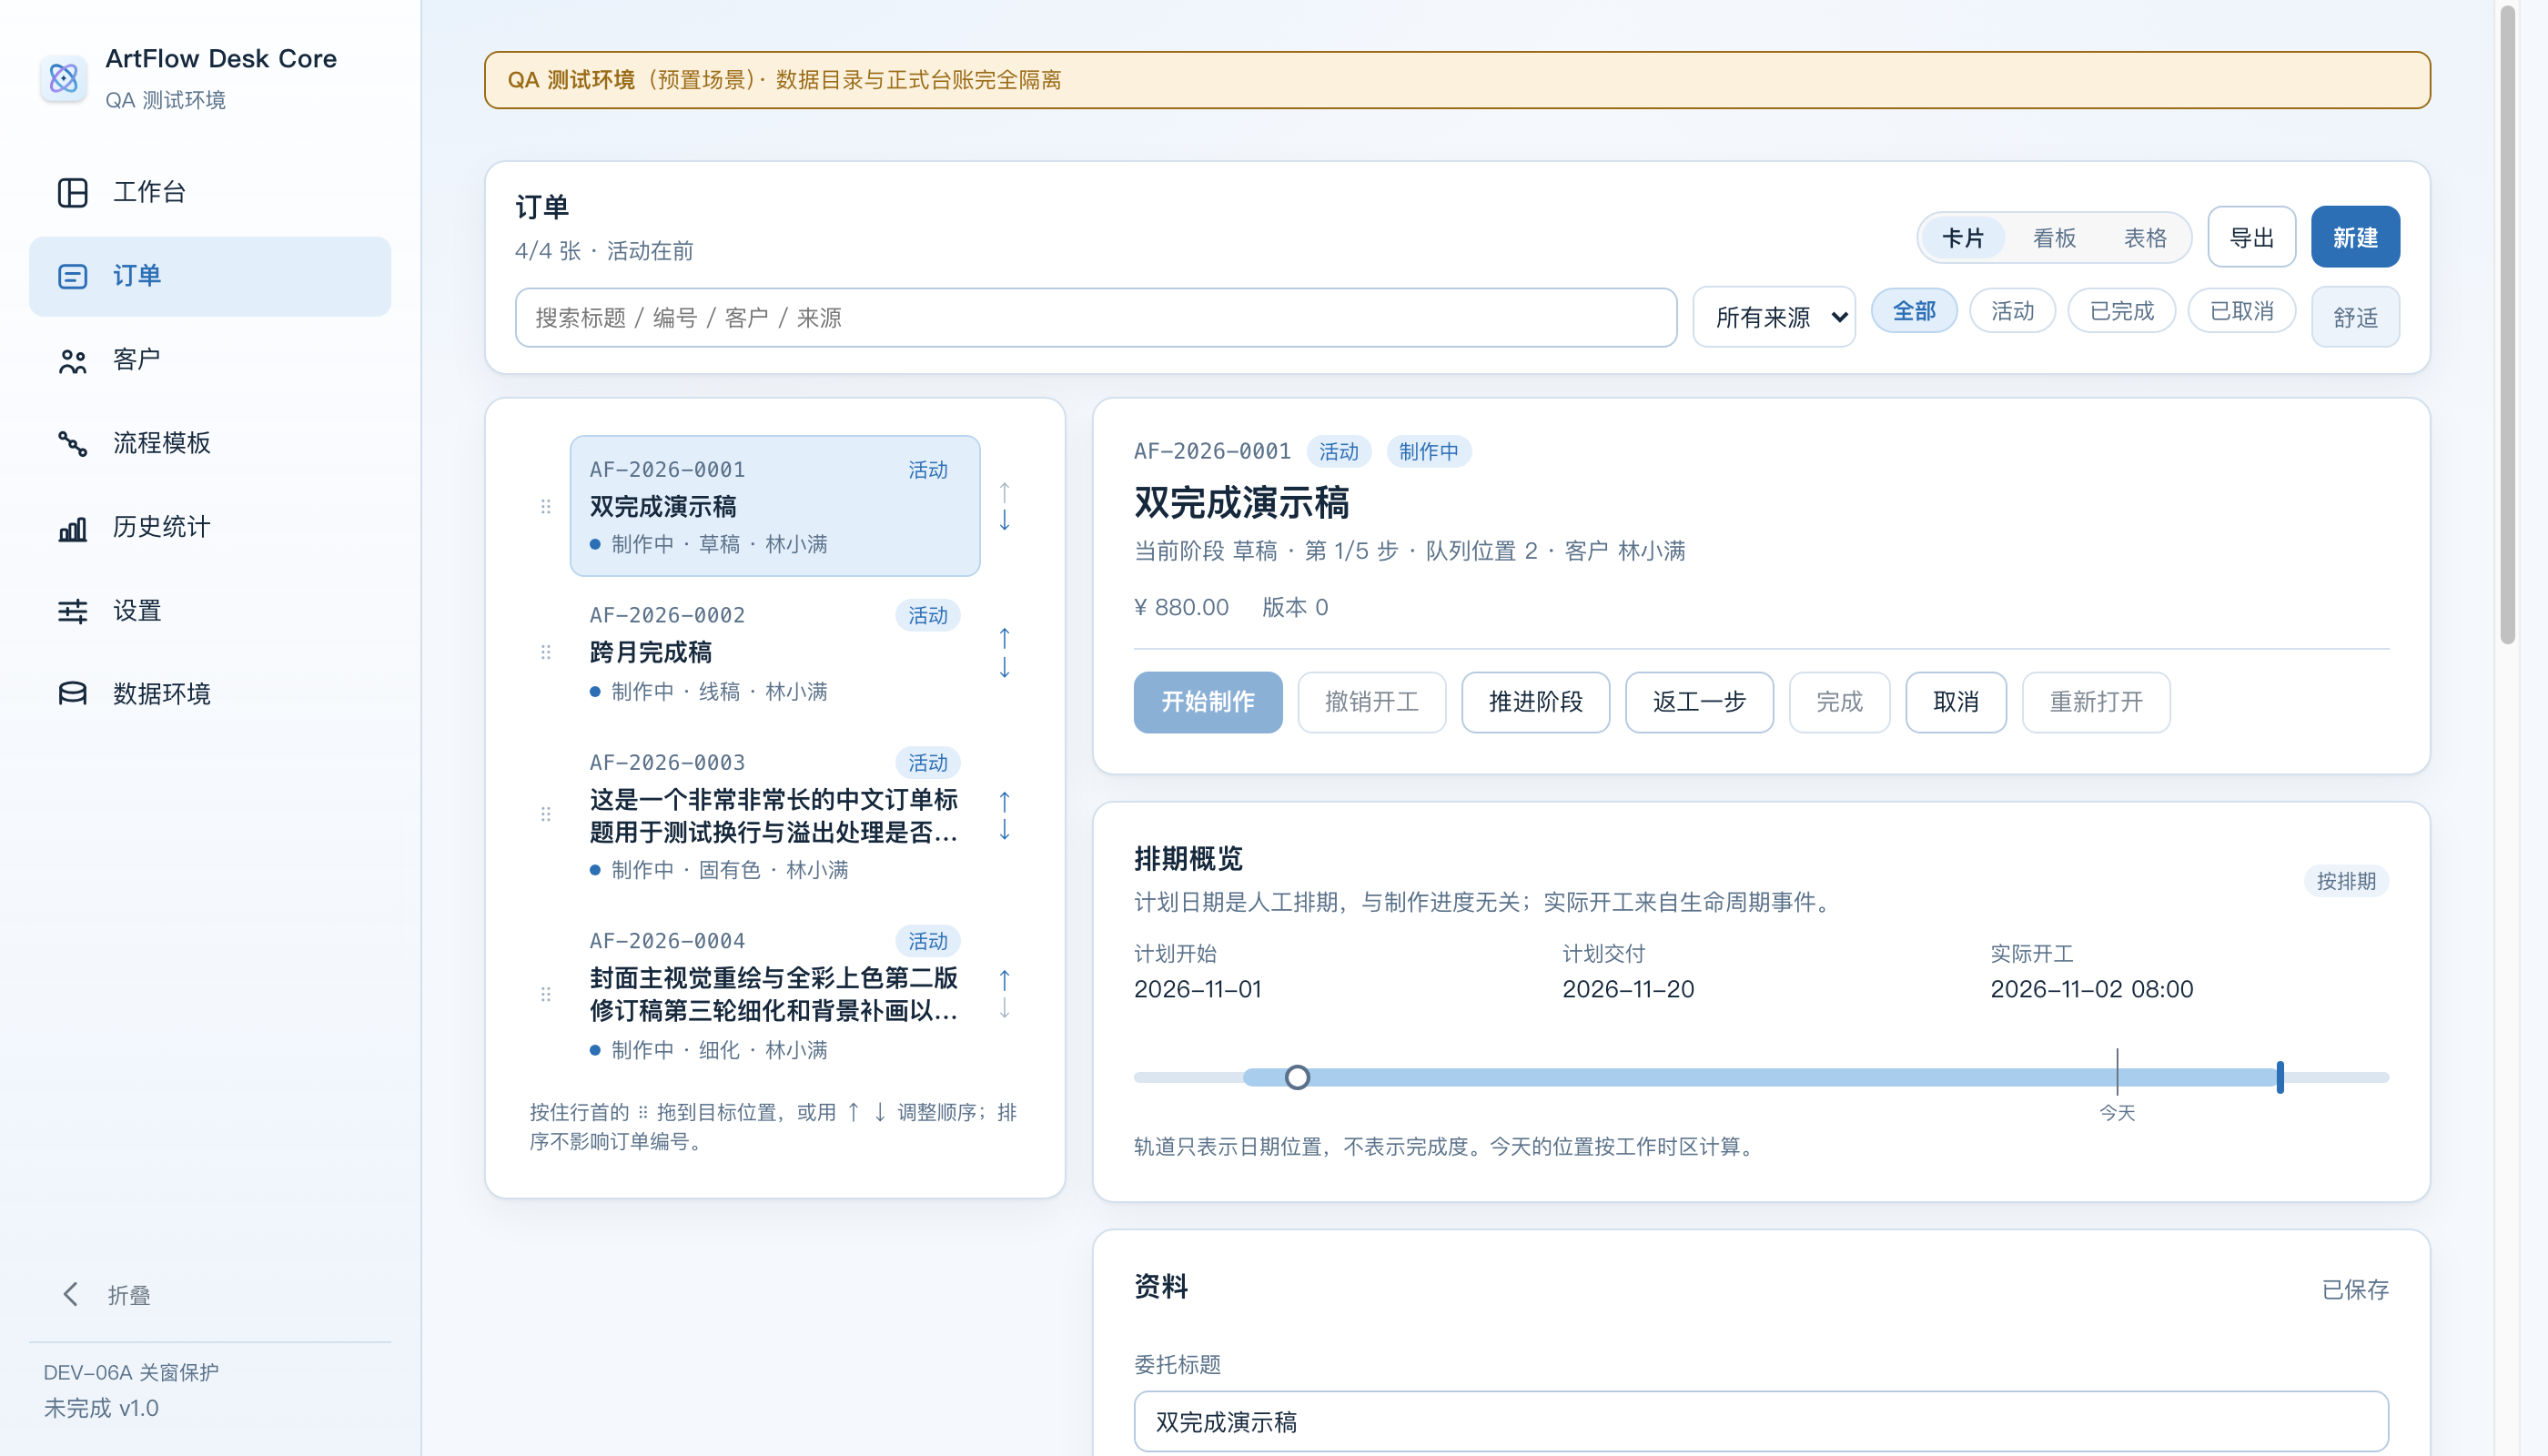 ArtFlow Desk Core
QA 测试环境
工作台
订单
客户
流程模板
历史统计
设置
数据环境
折叠
DEV-06A 关窗保护
未完成 v1.0
QA 测试环境（预置场景）· 数据目录与正式台账完全隔离
订单
4/4 张 · 活动在前
卡片 看板 表格 导出 新建
搜索标题 / 编号 / 客户 / 来源 所有来源 全部 活动 已完成 已取消 舒适
AF-2026-0001 活动
双完成演示稿
制作中 · 草稿 · 林小满
↑
↓
AF-2026-0002 活动
跨月完成稿
制作中 · 线稿 · 林小满
↑
↓
AF-2026-0003 活动
这是一个非常非常长的中文订单标
题用于测试换行与溢出处理是否…
制作中 · 固有色 · 林小满
↑
↓
AF-2026-0004 活动
封面主视觉重绘与全彩上色第二版
修订稿第三轮细化和背景补画以…
制作中 · 细化 · 林小满
↑
↓
按住行首的 ⠿ 拖到目标位置，或用 ↑ ↓ 调整顺序；排
序不影响订单编号。
AF-2026-0001 活动 制作中
双完成演示稿
当前阶段 草稿 · 第 1/5 步 · 队列位置 2 · 客户 林小满
¥ 880.00 版本 0
开始制作 撤销开工 推进阶段 返工一步 完成 取消 重新打开
排期概览
计划日期是人工排期，与制作进度无关；实际开工来自生命周期事件。
按排期
计划开始 计划交付 实际开工
2026-11-01 2026-11-20 2026-11-02 08:00
今天
轨道只表示日期位置，不表示完成度。今天的位置按工作时区计算。
资料 已保存
委托标题
双完成演示稿